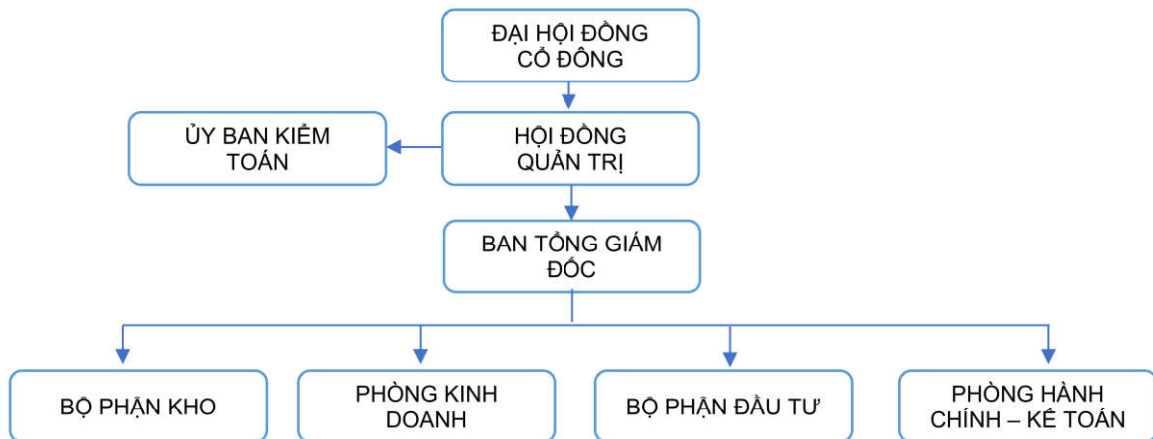 ĐẠI HỘI ĐỒNG
CỔ ĐÔNG
ỦY BAN KIỂM
TOÁN
HỘI ĐỒNG
QUẢN TRỊ
BAN TỔNG GIÁM
ĐỐC
BỘ PHẬN KHO
PHÒNG KINH
DOANH
BỘ PHẬN ĐẦU TƯ
PHÒNG HÀNH
CHÍNH – KẾ TOÁN